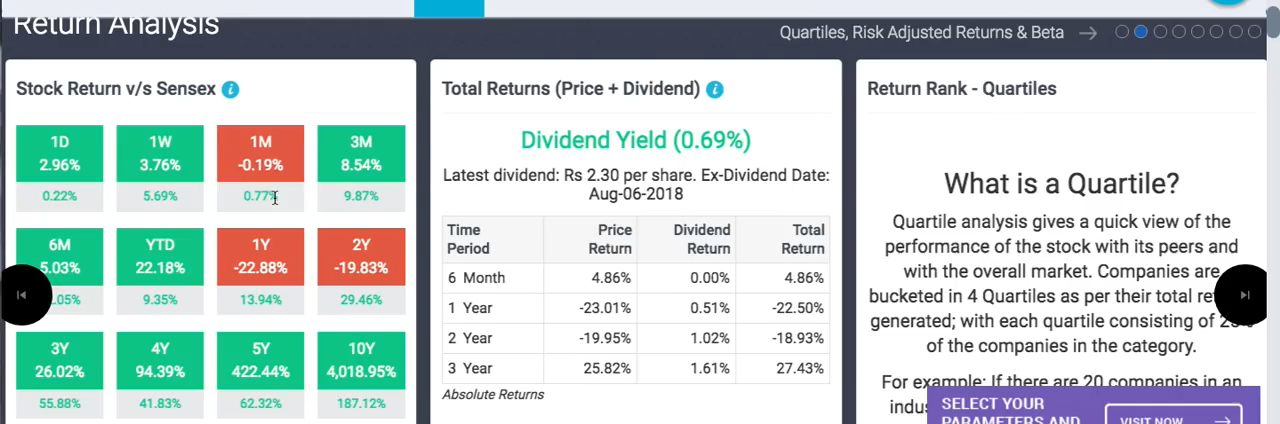 Return Analysis
Quartiles, Risk Adjusted Returns & Beta
Stock Return v/s Sensex
1D
2.96%
0.22%
1W
3.76%
5.69%
1M
-0.19%
0.77%
3M
8.54%
9.87%
6M
5.03%
.05%
YTD
22.18%
9.35%
1Y
-22.88%
13.94%
2Y
-19.83%
29.46%
3Y
26.02%
55.88%
4Y
94.39%
41.83%
5Y
422.44%
62.32%
10Y
4,018.95%
187.12%
Total Returns (Price + Dividend)
Dividend Yield (0.69%)
Latest dividend: Rs 2.30 per share. Ex-Dividend Date:
Aug-06-2018
Time Period Price Return Dividend Return Total Return
6 Month 4.86% 0.00% 4.86%
1 Year -23.01% 0.51% -22.50%
2 Year -19.95% 1.02% -18.93%
3 Year 25.82% 1.61% 27.43%
Absolute Returns
Return Rank - Quartiles
What is a Quartile?
Quartile analysis gives a quick view of the
performance of the stock with its peers and
with the overall market. Companies are
bucketed in 4 Quartiles as per their total
generated; with each quartile consisting of
of the companies in the category.
For example: If there are 20 companies in an
SELECT YOUR
PARAMETERS AND
VISIT NOW